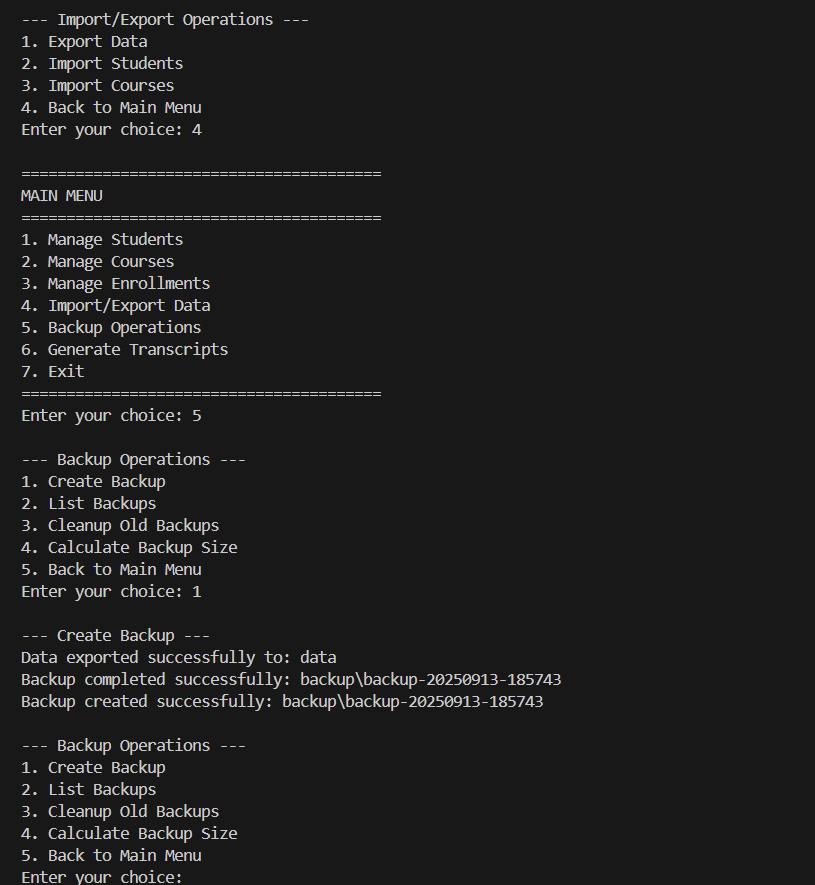 --- Import/Export Operations ---
1. Export Data
2. Import Students
3. Import Courses
4. Back to Main Menu
Enter your choice: 4
========================================
MAIN MENU
========================================
1. Manage Students
2. Manage Courses
3. Manage Enrollments
4. Import/Export Data
5. Backup Operations
6. Generate Transcripts
7. Exit
========================================
Enter your choice: 5
--- Backup Operations ---
1. Create Backup
2. List Backups
3. Cleanup Old Backups
4. Calculate Backup Size
5. Back to Main Menu
Enter your choice: 1
--- Create Backup ---
Data exported successfully to: data
Backup completed successfully: backup\backup-20250913-185743
Backup created successfully: backup\backup-20250913-185743
--- Backup Operations ---
1. Create Backup
2. List Backups
3. Cleanup Old Backups
4. Calculate Backup Size
5. Back to Main Menu
Enter your choice: